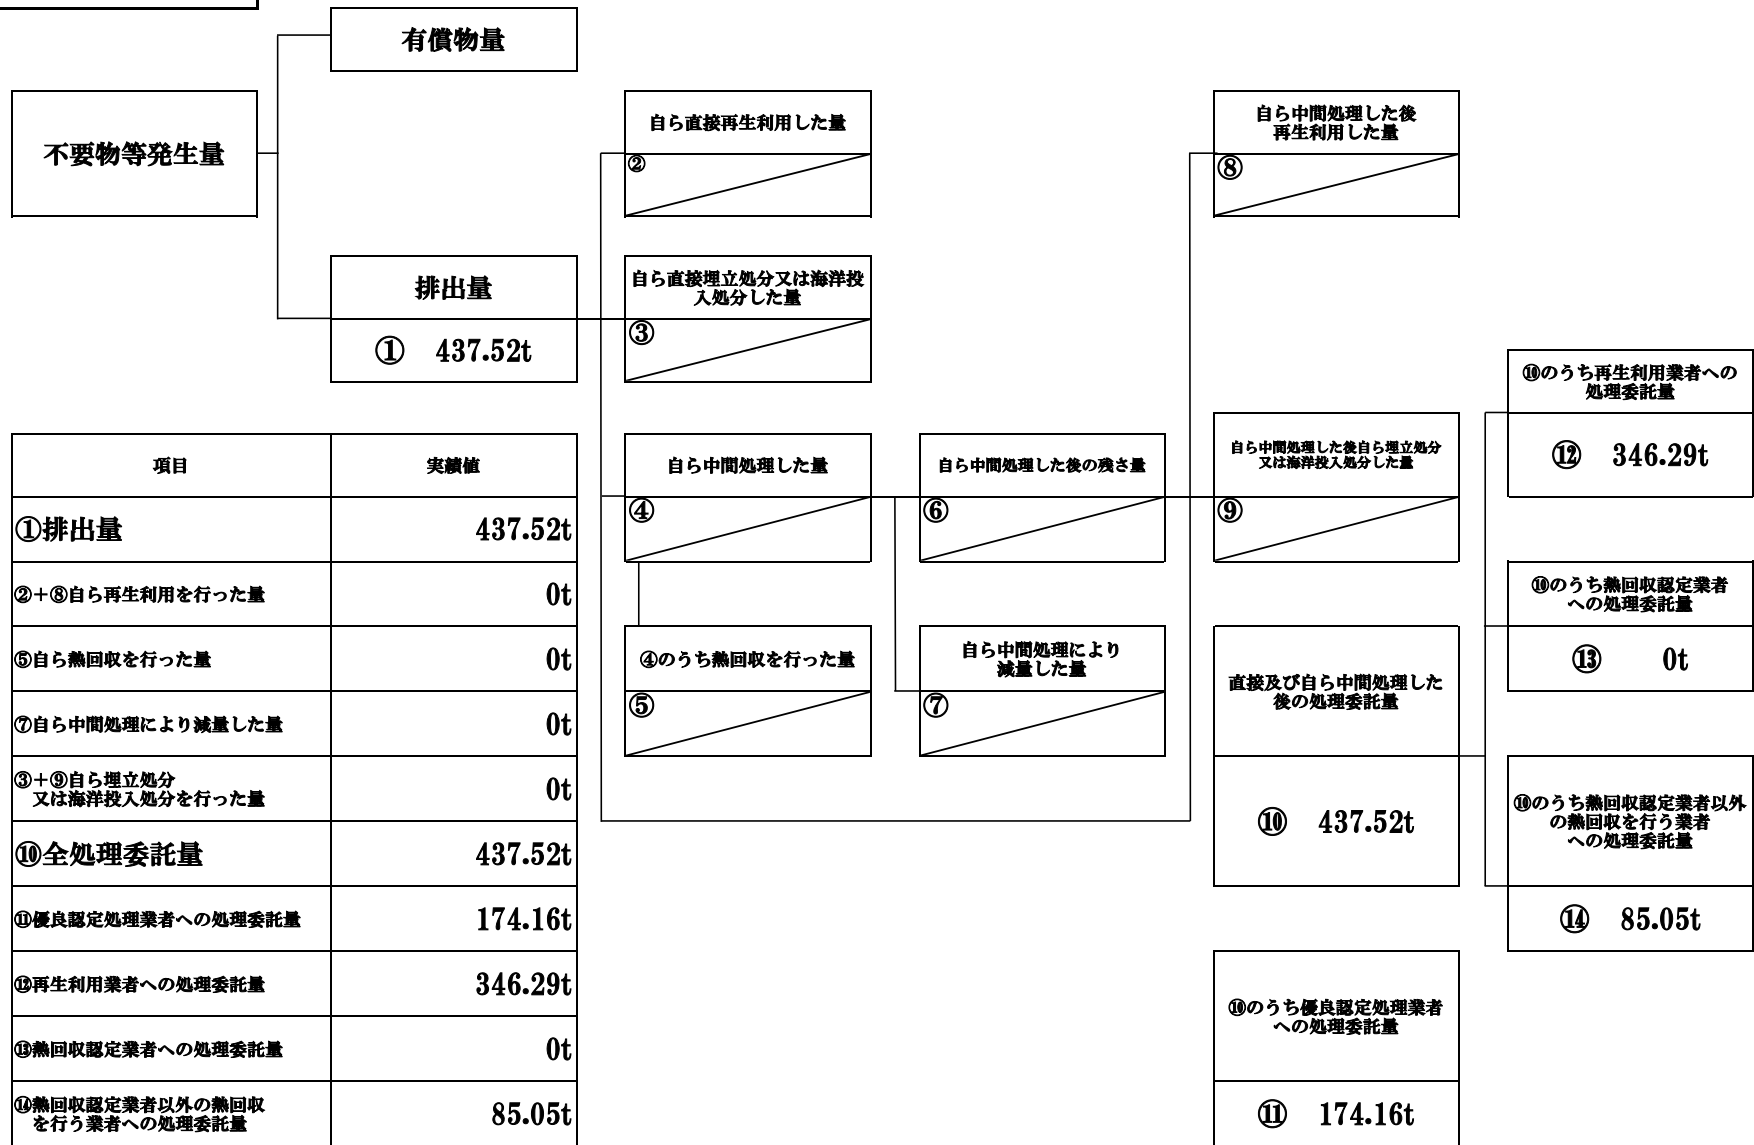 有償物量
不要物等発生量
自ら直接再生利用した量
②
自ら中間処理した後
再生利用した量
⑧
排出量
① 437.52t
自ら直接埋立処分又は海洋投
入処分した量
③
⑩のうち再生利用業者への
処理委託量
⑫ 346.29t
自ら中間処理した量
④
自ら中間処理した後の残さ量
⑥
自ら中間処理した後自ら埋立処分
又は海洋投入処分した量
⑨
⑩のうち熱回収認定業者
への処理委託量
⑬ 0t
④のうち熱回収を行った量
⑤
自ら中間処理により
減量した量
⑦
直接及び自ら中間処理した
後の処理委託量
⑩ 437.52t
⑩のうち熱回収認定業者以外
の熱回収を行う業者
への処理委託量
⑭ 85.05t
⑩のうち優良認定処理業者
への処理委託量
⑪ 174.16t
項目 実績値
①排出量 437.52t
②＋⑧自ら再生利用を行った量 0t
⑤自ら熱回収を行った量 0t
⑦自ら中間処理により減量した量 0t
③＋⑨自ら埋立処分
又は海洋投入処分を行った量 0t
⑩全処理委託量 437.52t
⑪優良認定処理業者への処理委託量 174.16t
⑫再生利用業者への処理委託量 346.29t
⑬熱回収認定業者への処理委託量 0t
⑭熱回収認定業者以外の熱回収
を行う業者への処理委託量 85.05t